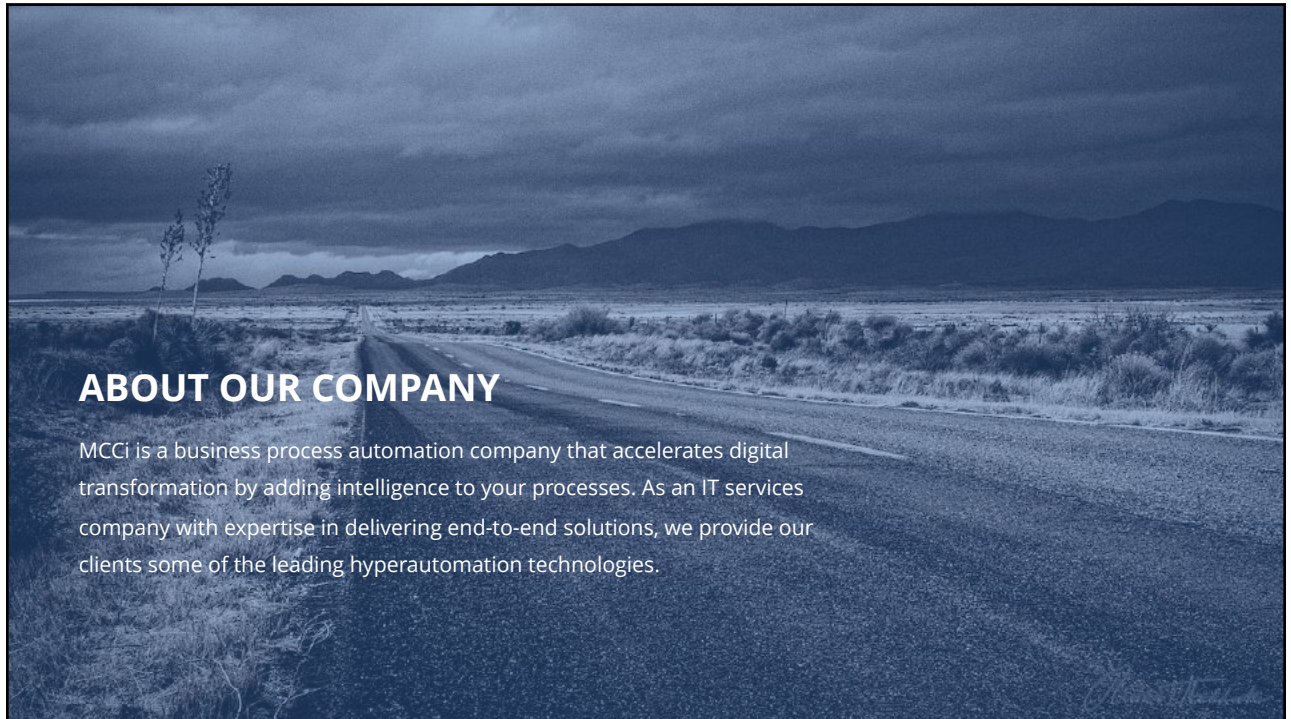 ABOUT OUR COMPANY
MCCi is a business process automation company that accelerates digital
transformation by adding intelligence to your processes. As an IT services
company with expertise in delivering end-to-end solutions, we provide our
clients some of the leading hyperautomation technologies.